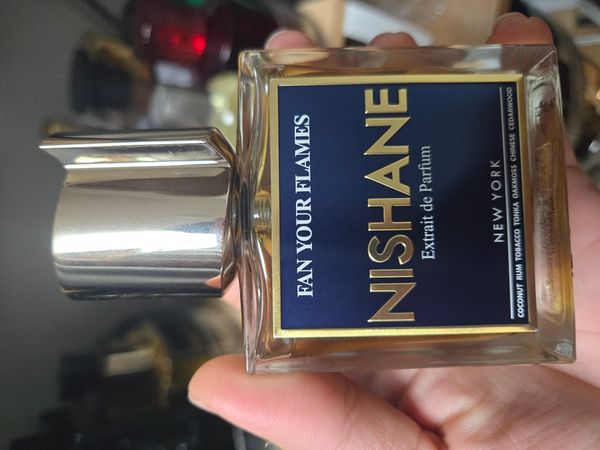 FAN YOUR FLAMES
NISHANE
Extrait de Parfum
NEW YORK
COCONUT RUM TOBACCO TONKA OAKMOSS CHINESE CEDARWOOD